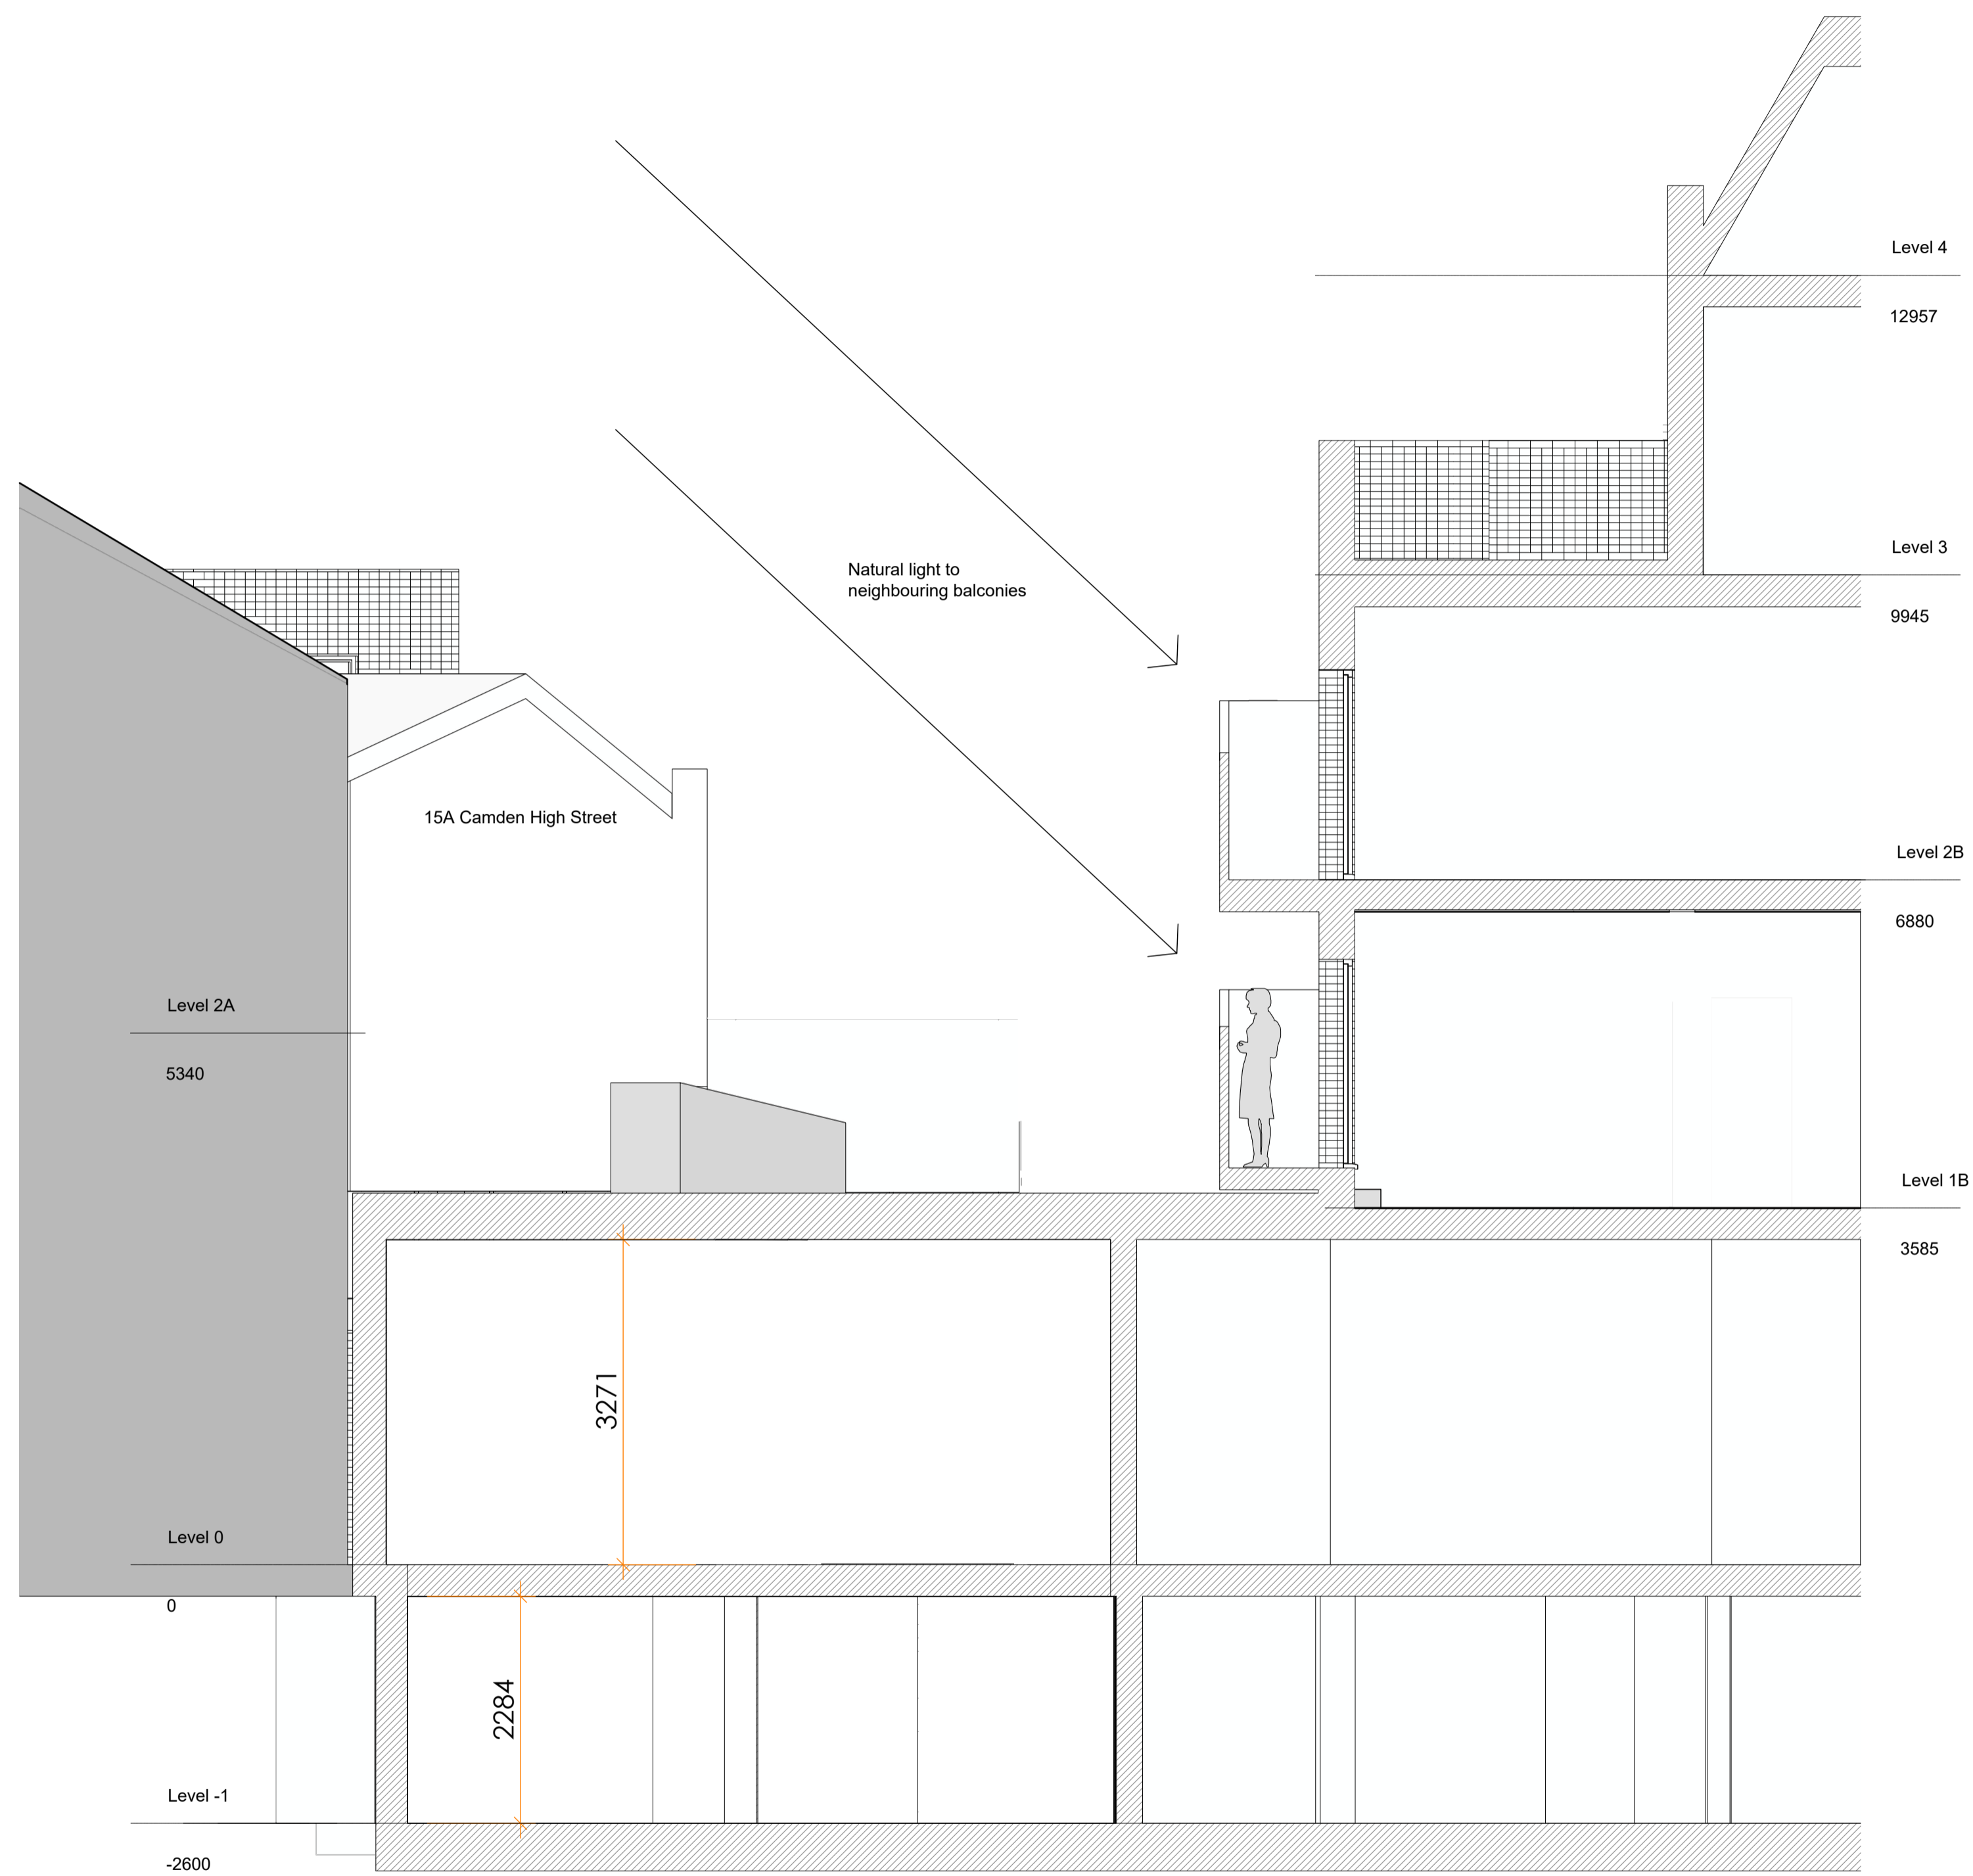 Level 4
12957
Level 3
9945
Natural light to
neighbouring balconies
15A Camden High Street
Level 2B
6880
Level 2A
5340
Level 1B
3585
3271
Level 0
0
2284
Level -1
-2600